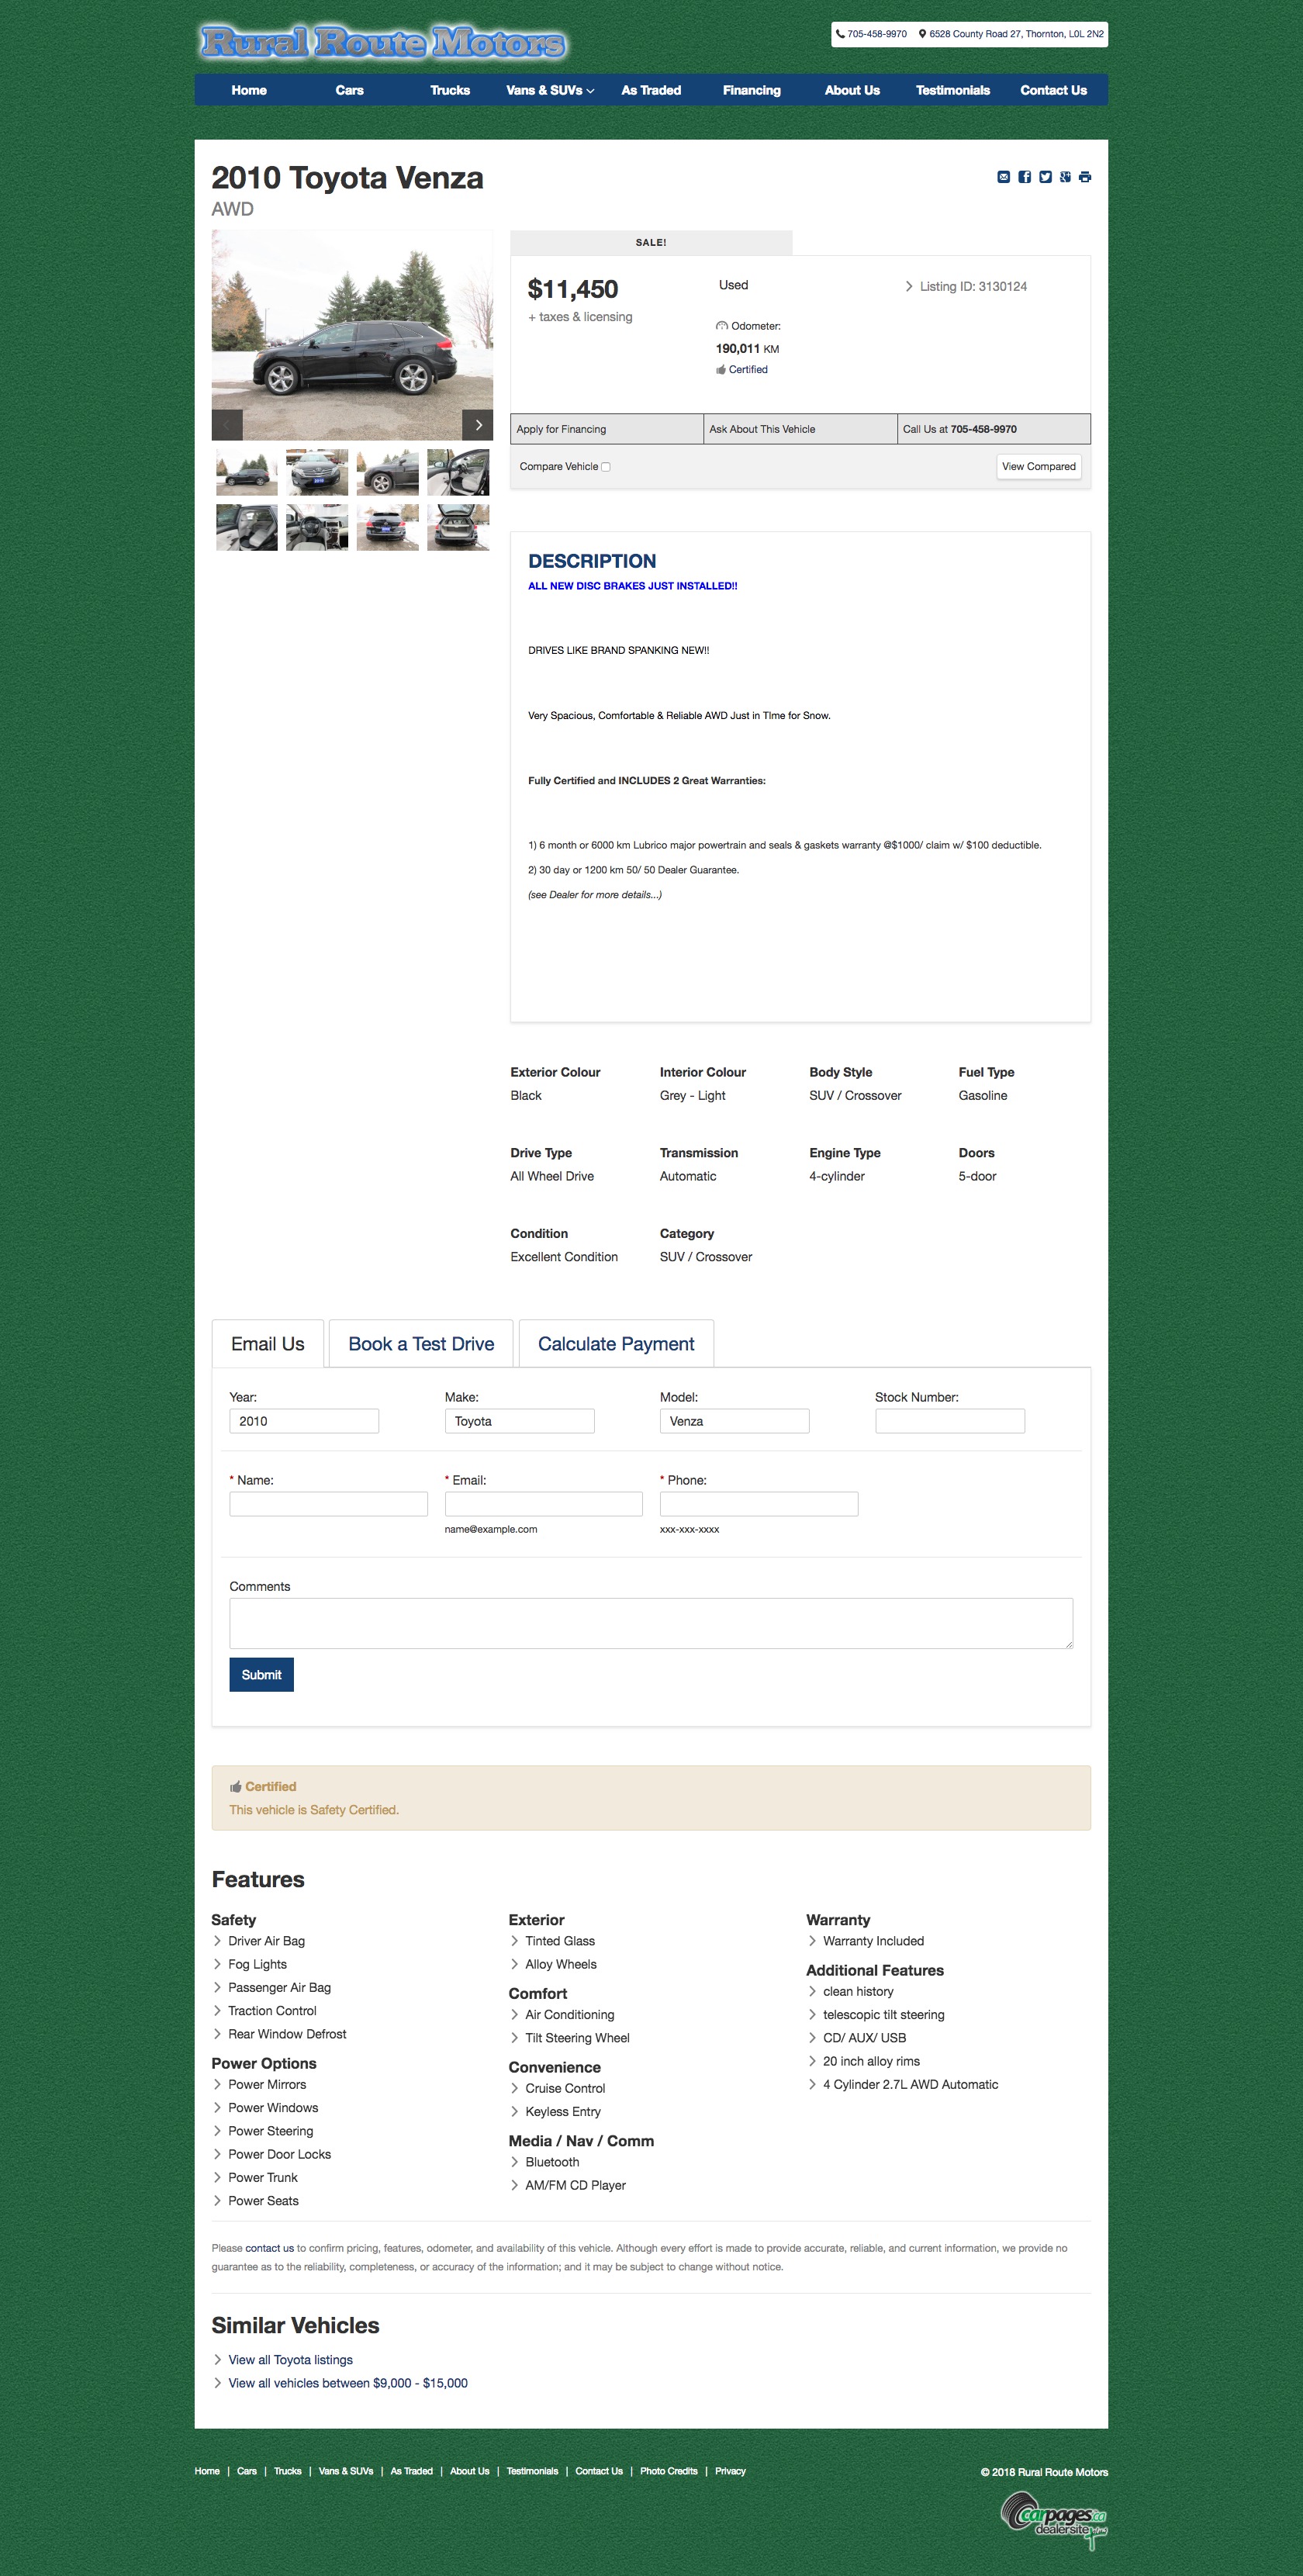 Rural Route Motors
705-458-9970 6528 County Road 27, Thornton, L0L 2N2
Home Cars Trucks Vans & SUVs As Traded Financing About Us Testimonials Contact Us
2010 Toyota Venza
AWD
SALE!
$11,450
+ taxes & licensing
Used
Odometer:
190,011 KM
Certified
Listing ID: 3130124
Apply for Financing
Ask About This Vehicle
Call Us at 705-458-9970
Compare Vehicle
View Compared
DESCRIPTION
ALL NEW DISC BRAKES JUST INSTALLED!!
DRIVES LIKE BRAND SPANKING NEW!!
Very Spacious, Comfortable & Reliable AWD Just in TIme for Snow.
Fully Certified and INCLUDES 2 Great Warranties:
1) 6 month or 6000 km Lubrico major powertrain and seals & gaskets warranty @$1000/ claim w/ $100 deductible.
2) 30 day or 1200 km 50/ 50 Dealer Guarantee.
(see Dealer for more details...)
Exterior Colour Interior Colour Body Style Fuel Type
Black Grey - Light SUV / Crossover Gasoline
Drive Type Transmission Engine Type Doors
All Wheel Drive Automatic 4-cylinder 5-door
Condition Category
Excellent Condition SUV / Crossover
Email Us Book a Test Drive Calculate Payment
Year: Make: Model: Stock Number:
2010 Toyota Venza
* Name: * Email: * Phone:
name@example.com xxx-xxx-xxxx
Comments
Submit
Certified
This vehicle is Safety Certified.
Features
Safety
Driver Air Bag
Fog Lights
Passenger Air Bag
Traction Control
Rear Window Defrost
Power Options
Power Mirrors
Power Windows
Power Steering
Power Door Locks
Power Trunk
Power Seats
Exterior
Tinted Glass
Alloy Wheels
Comfort
Air Conditioning
Tilt Steering Wheel
Convenience
Cruise Control
Keyless Entry
Media / Nav / Comm
Bluetooth
AM/FM CD Player
Warranty
Warranty Included
Additional Features
clean history
telescopic tilt steering
CD/ AUX/ USB
20 inch alloy rims
4 Cylinder 2.7L AWD Automatic
Please contact us to confirm pricing, features, odometer, and availability of this vehicle. Although every effort is made to provide accurate, reliable, and current information, we provide no
guarantee as to the reliability, completeness, or accuracy of the information; and it may be subject to change without notice.
Similar Vehicles
View all Toyota listings
View all vehicles between $9,000 - $15,000
Home | Cars | Trucks | Vans & SUVs | As Traded | About Us | Testimonials | Contact Us | Photo Credits | Privacy
© 2018 Rural Route Motors
carpages.ca
dealersite